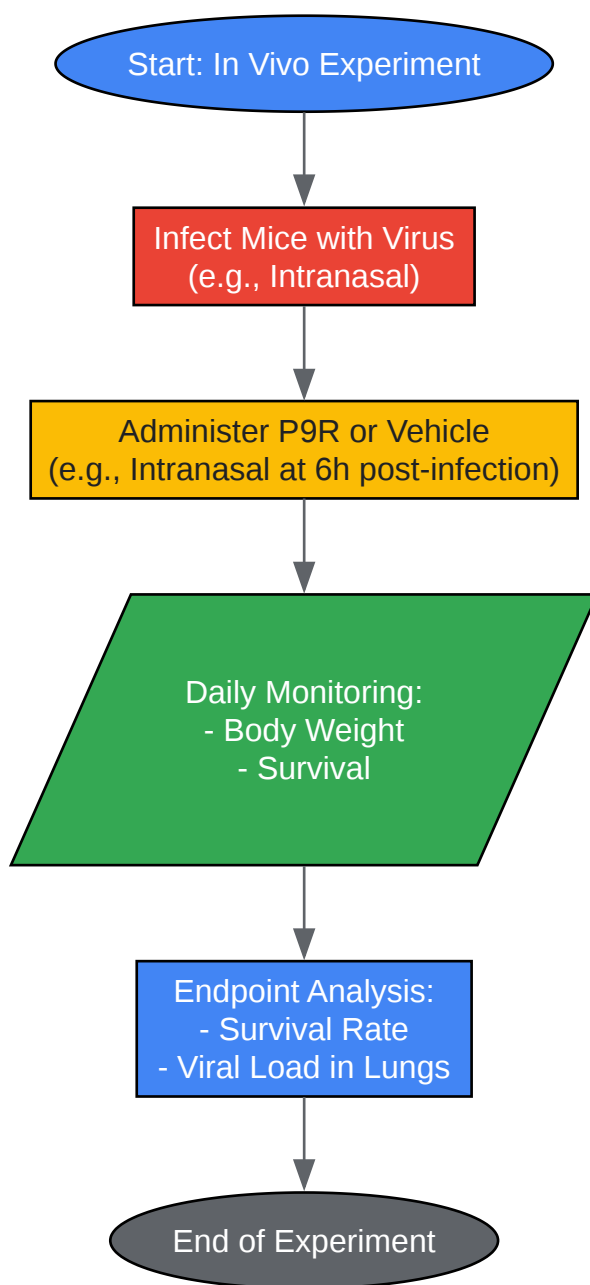 Start: In Vivo Experiment
Infect Mice with Virus
(e.g., Intranasal)
Administer P9R or Vehicle
(e.g., Intranasal at 6h post-infection)
Daily Monitoring:
- Body Weight
- Survival
Endpoint Analysis:
- Survival Rate
- Viral Load in Lungs
End of Experiment